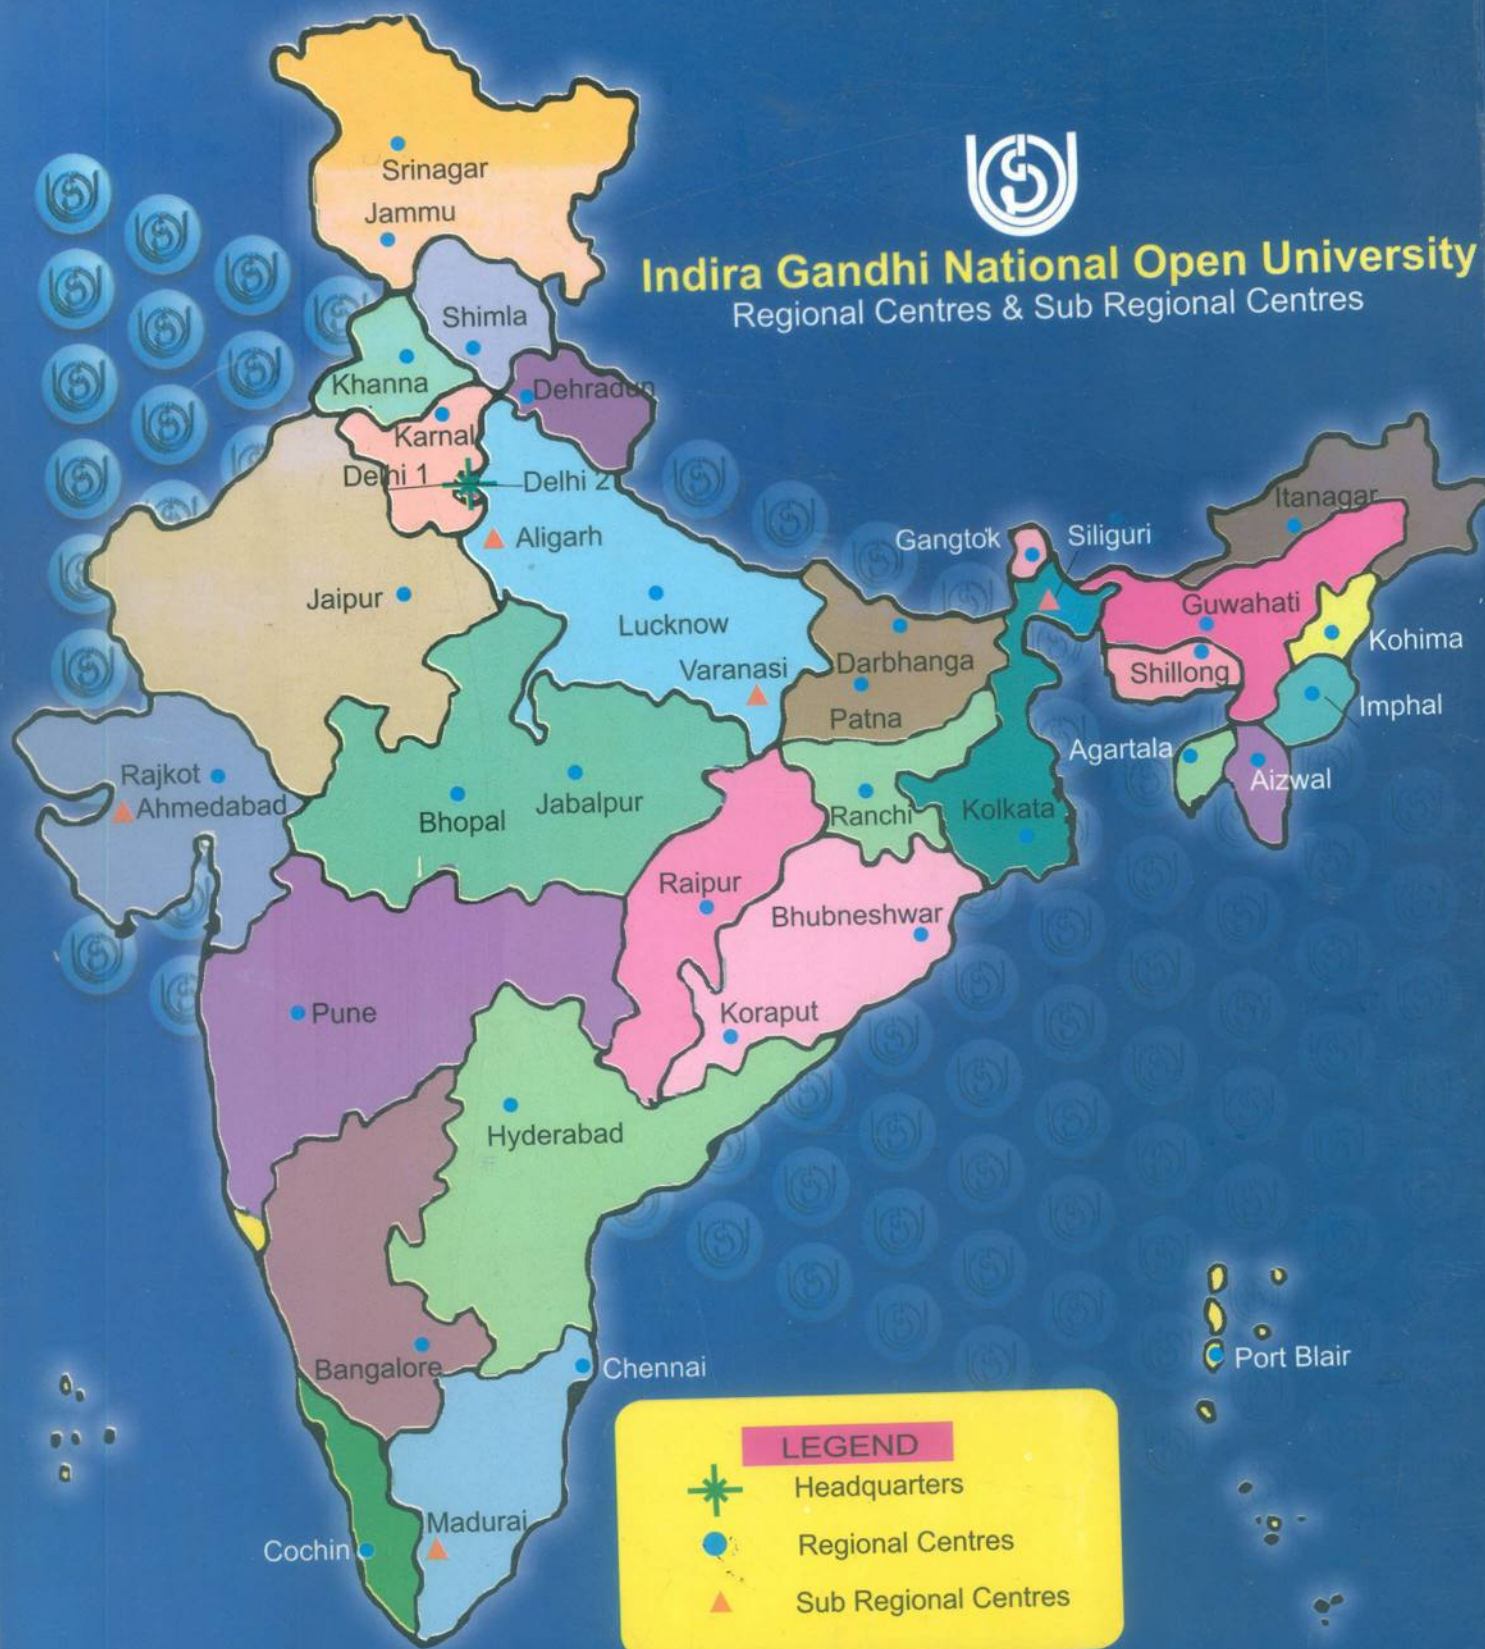 Srinagar
Jammu
Indira Gandhi National Open University
Regional Centres & Sub Regional Centres
Shimla
Khanna
Dehradun
Karnal
Delhi 1
Delhi 2
Itanagar
Aligarh
Gangtok
Siliguri
Jaipur
Lucknow
Guwahati
Kohima
Varanasi
Darbhanga
Shillong
Patna
Imphal
Agartala
Rajkot
Aizwal
Ahmedabad
Bhopal
Jabalpur
Ranchi
Kolkata
Raipur
Bhubneshwar
Pune
Koraput
Hyderabad
Port Blair
Bangalore
Chennai
LEGEND
Headquarters
Madurai
Cochin
Regional Centres
Sub Regional Centres